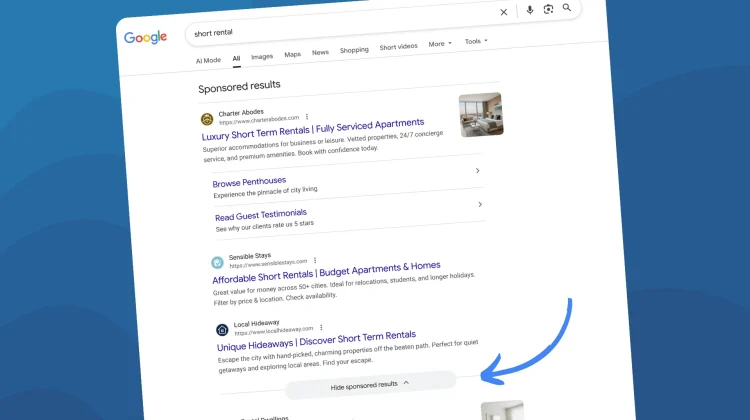 Google
short rental
AI Mode All Images Maps News Shopping Short videos More Tools
Sponsored results
Charter Abodes
https://www.charterabodes.com
Luxury Short Term Rentals | Fully Serviced Apartments
Superior accommodations for business or leisure. Vetted properties, 24/7 concierge
service, and premium amenities. Book with confidence today.
Browse Penthouses
Experience the pinnacle of city living
Read Guest Testimonials
See why our clients rate us 5 stars
Sensible Stays
https://www.sensiblestays.com
Affordable Short Rentals | Budget Apartments & Homes
Great value for money across 50+ cities. Ideal for relocations, students, and longer holidays.
Filter by price & location. Check availability.
Local Hideaway
https://www.localhideaway.com
Unique Hideaways | Discover Short Term Rentals
Escape the city with hand-picked, charming properties off the beaten path. Perfect for quiet
getaways and exploring local areas. Find your escape.
Hide sponsored results
Dwellings